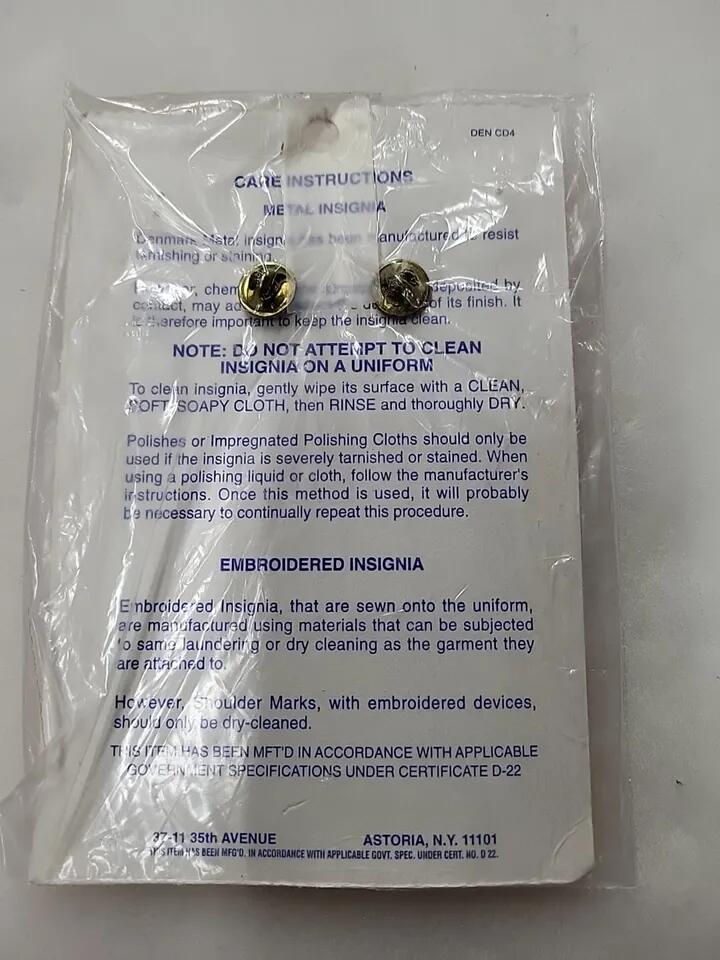 DEN CD4
CARE INSTRUCTIONS
METAL INSIGNIA
Denmark Metal Insignia has been manufactured to resist
tarnishing or staining.
However, chem deposited by
contact, may of its finish. It
is therefore important to keep the insignia clean.
NOTE: DO NOT ATTEMPT TO CLEAN
INSIGNIA ON A UNIFORM
To clean insignia, gently wipe its surface with a CLEAN,
SOFT SOAPY CLOTH, then RINSE and thoroughly DRY.
Polishes or Impregnated Polishing Cloths should only be
used if the insignia is severely tarnished or stained. When
using a polishing liquid or cloth, follow the manufacturer's
instructions. Once this method is used, it will probably
be necessary to continually repeat this procedure.
EMBROIDERED INSIGNIA
Embroidered Insignia, that are sewn onto the uniform,
are manufactured using materials that can be subjected
to same laundering or dry cleaning as the garment they
are attached to.
However, Shoulder Marks, with embroidered devices,
should only be dry-cleaned.
THIS ITEM HAS BEEN MFT'D IN ACCORDANCE WITH APPLICABLE
GOVERNMENT SPECIFICATIONS UNDER CERTIFICATE D-22
37-11 35th AVENUE ASTORIA, N.Y. 11101
THIS ITEM HAS BEEN MFG'D. IN ACCORDANCE WITH APPLICABLE GOVT. SPEC. UNDER CERT. NO. D 22.